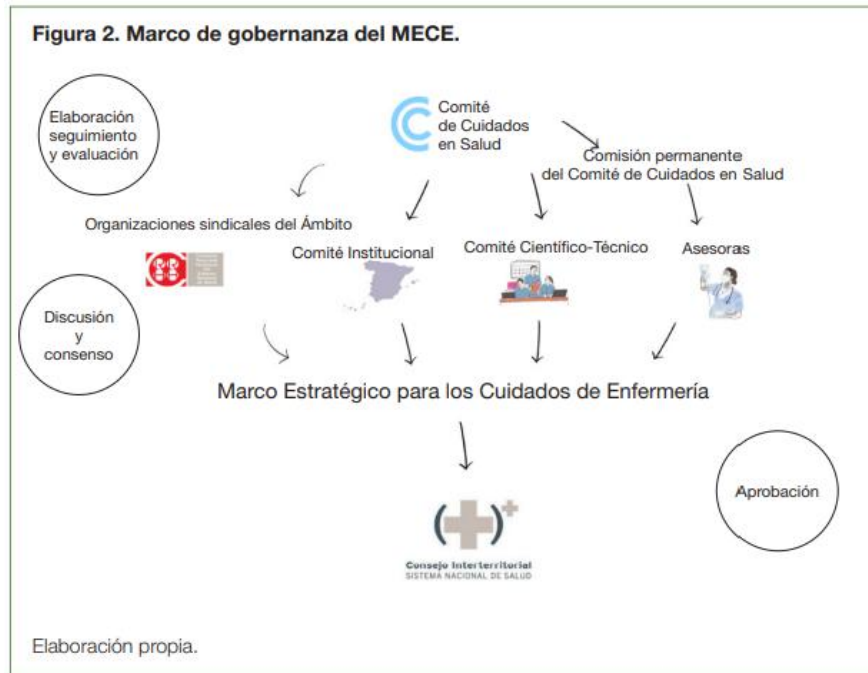 Figura 2. Marco de gobernanza del MECE.
Elaboración
seguimiento
y evaluación
Comité
de Cuidados
en Salud
Comisión permanente
del Comité de Cuidados en Salud
Organizaciones sindicales del Ámbito
Comité Institucional
Comité Científico-Técnico
Asesoras
Discusión
y
consenso
Marco Estratégico para los Cuidados de Enfermería
Aprobación
Consejo Interterritorial
SISTEMA NACIONAL DE SALUD
Elaboración propia.